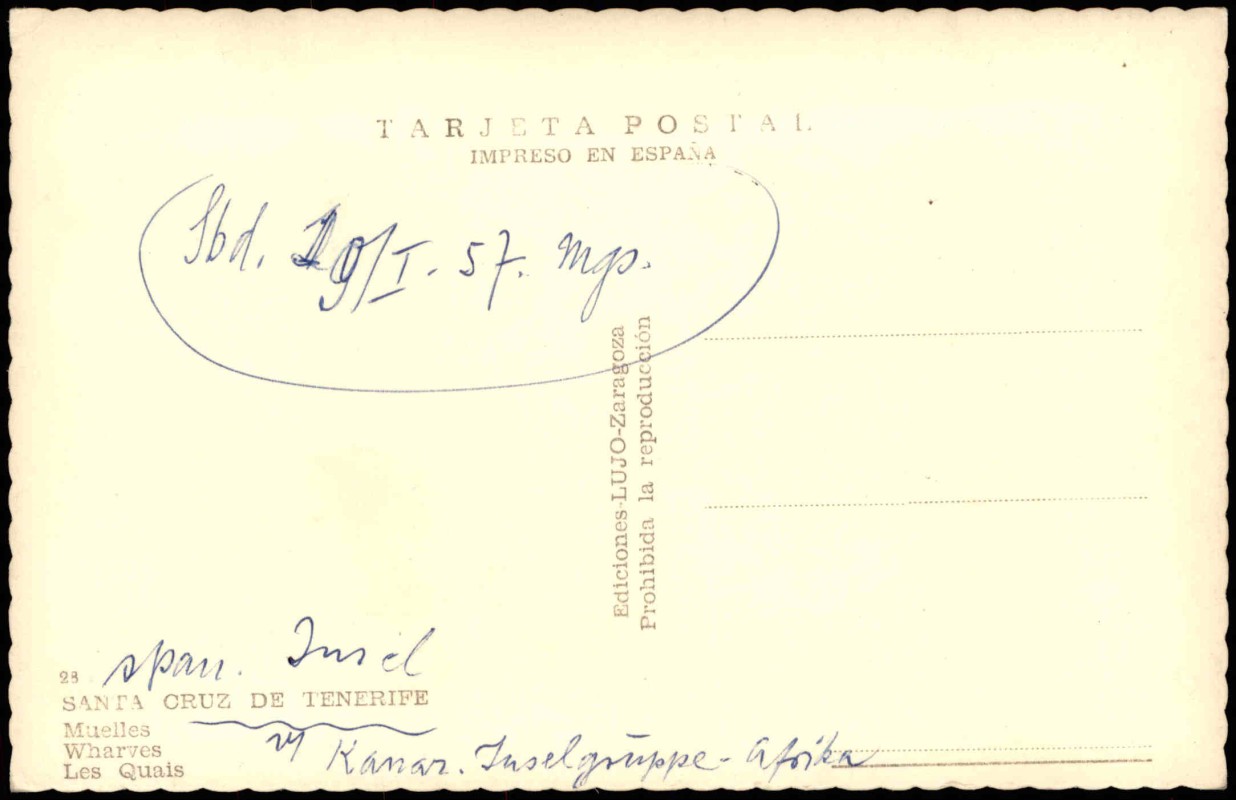 TARJETA POSTAL
IMPRESO EN ESPAÑA
Sbd. 19/I. 57. Mgs.
Ediciones-LUJO-Zaragoza
Prohibida la reproducción
span. Insel
28
SANTA CRUZ DE TENERIFE
Muelles
Wharves
Les Quais
Kanar. Inselgruppe - Afrika